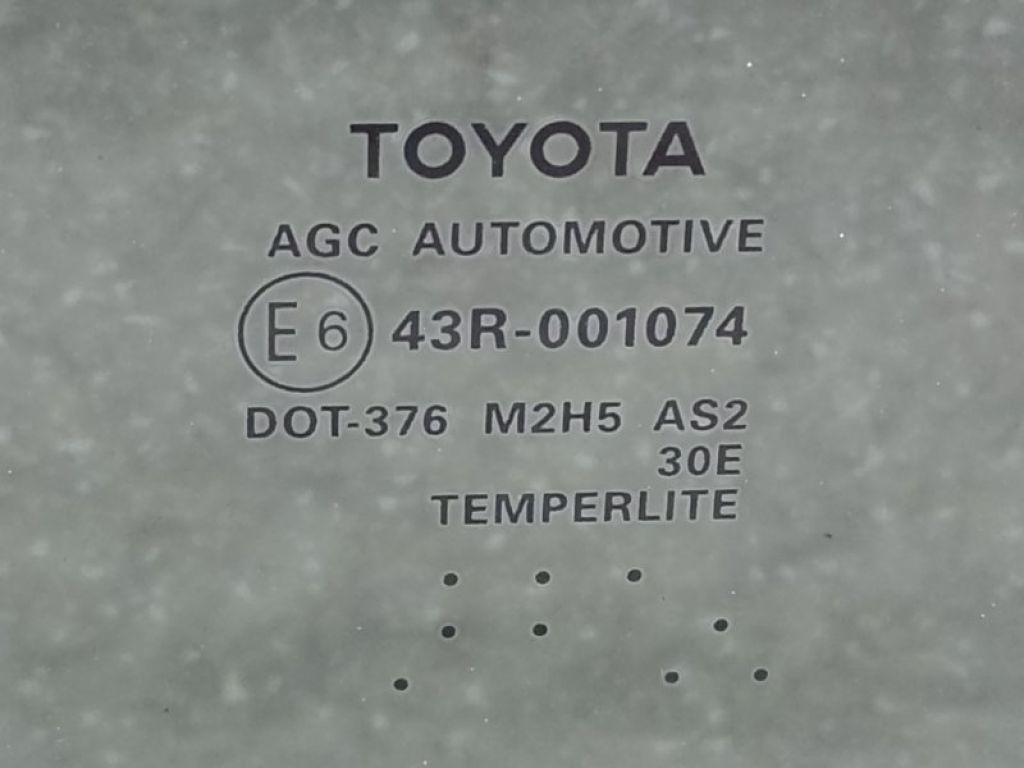 TOYOTA
AGC AUTOMOTIVE
E6 43R-001074
DOT-376 M2H5 AS2
30E
TEMPERLITE